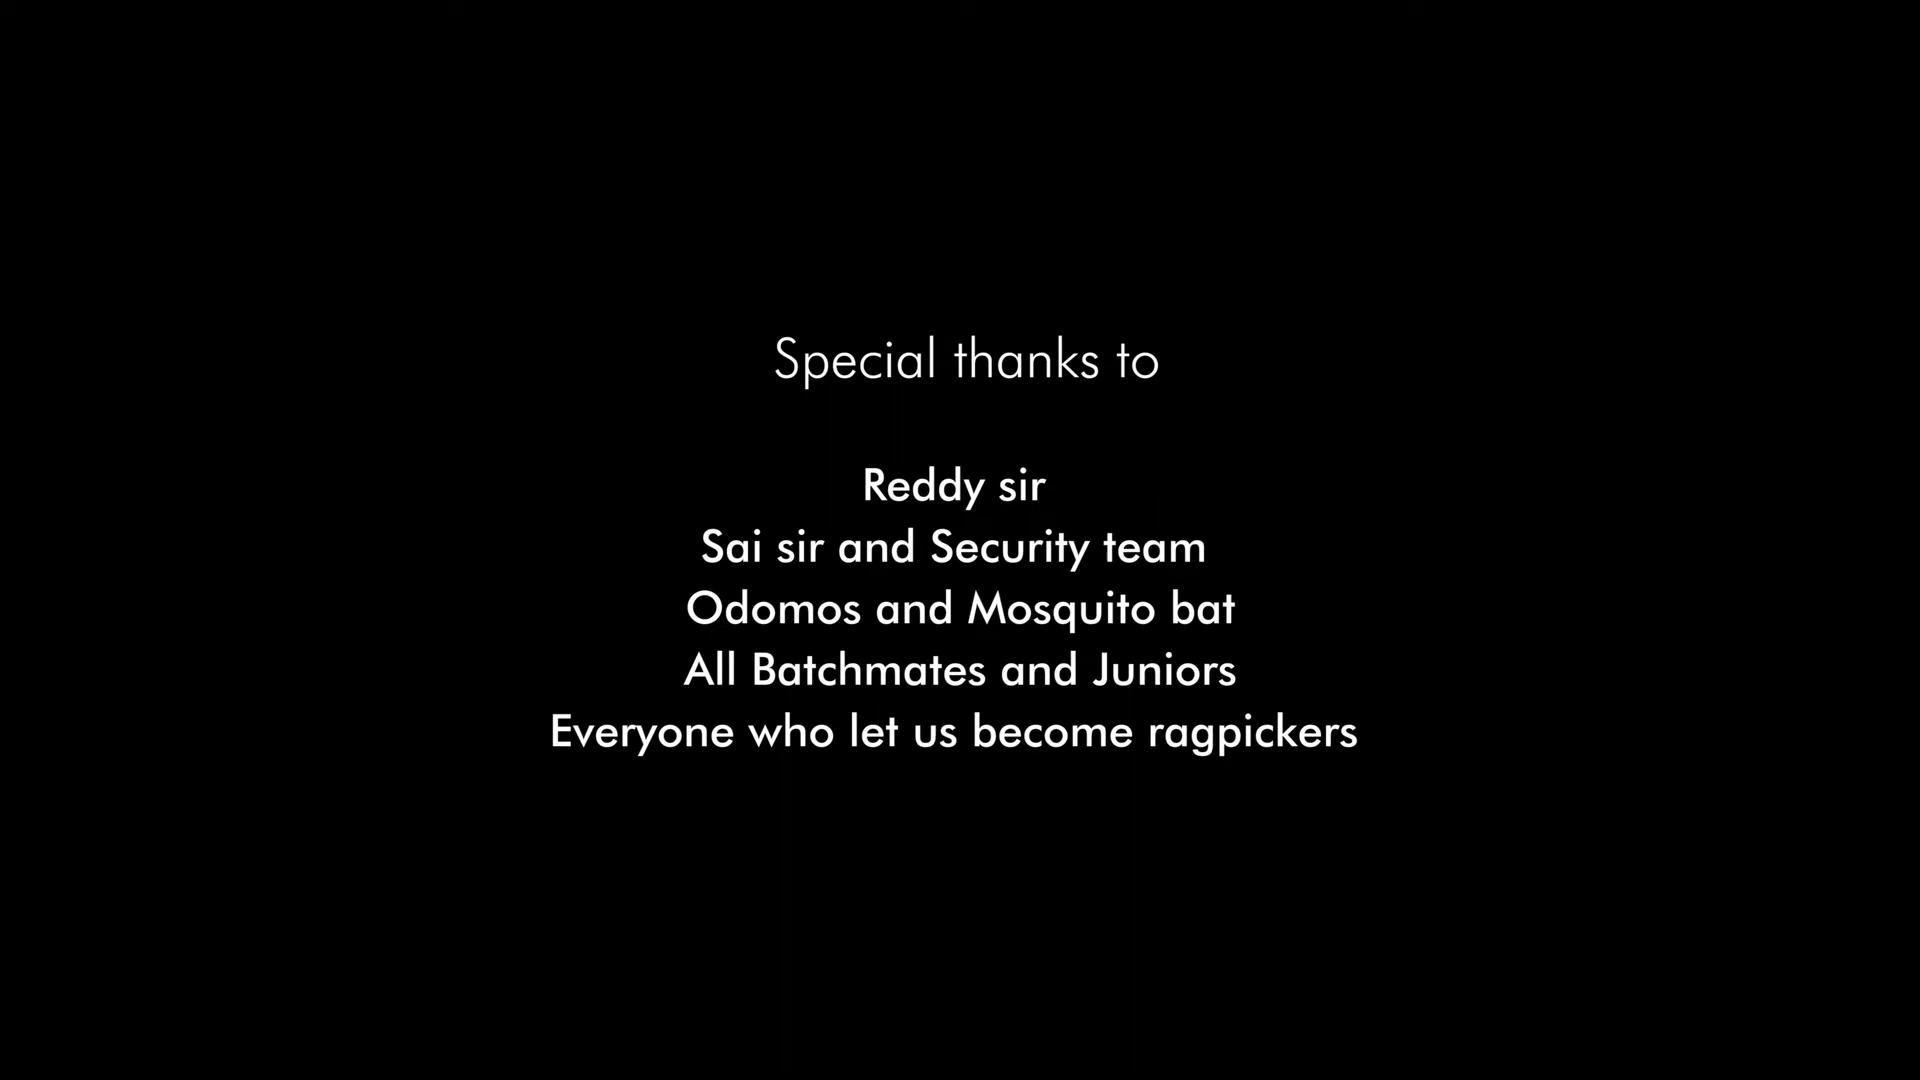 Special thanks to
Reddy sir
Sai sir and Security team
Odomos and Mosquito bat
All Batchmates and Juniors
Everyone who let us become ragpickers